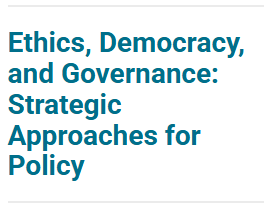 Ethics, Democracy,
and Governance:
Strategic
Approaches for
Policy